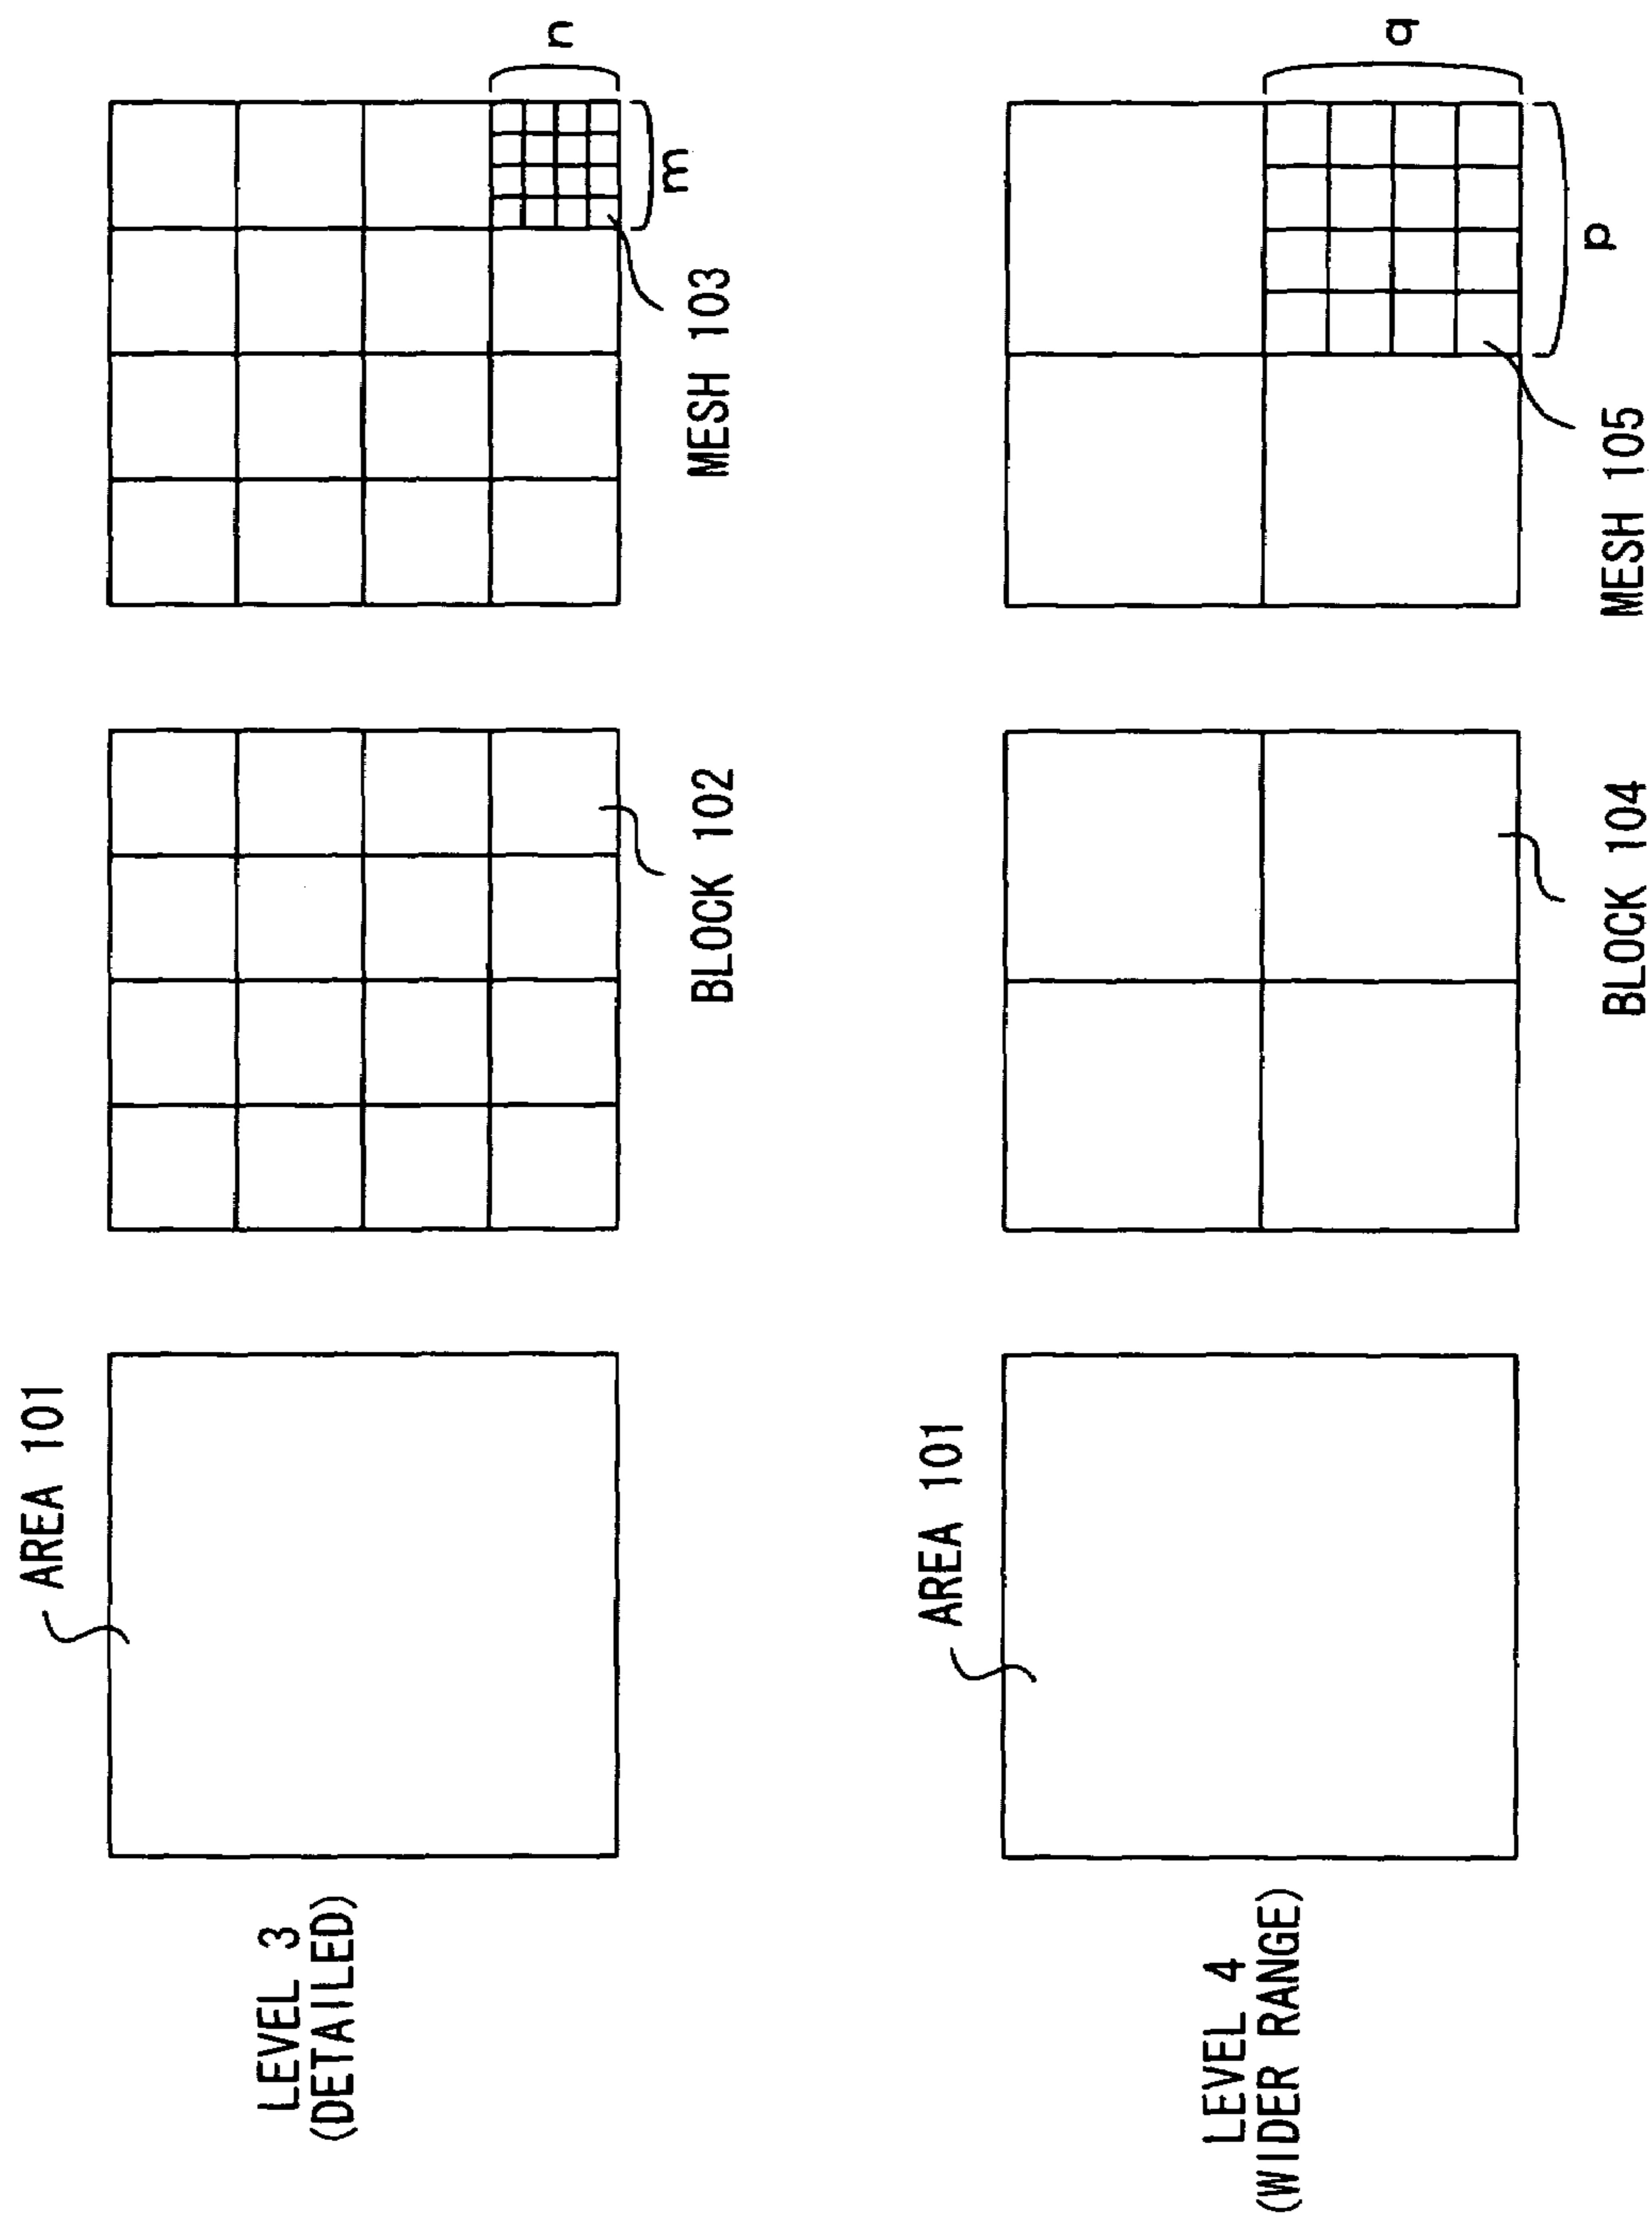 AREA 101
LEVEL 3
(DETAILED)
n
BLOCK 102
MESH 103
m
AREA 101
LEVEL 4
(WIDER RANGE)
q
BLOCK 104
MESH 105
p